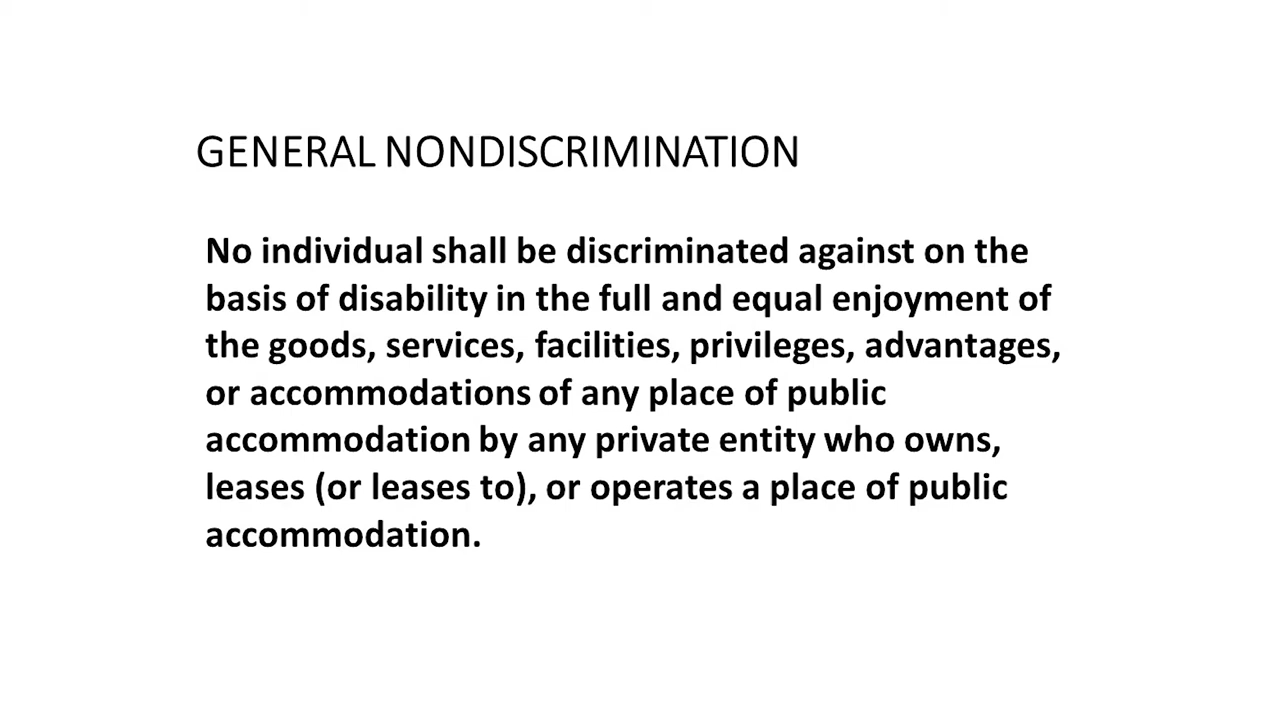 GENERAL NONDISCRIMINATION
No individual shall be discriminated against on the
basis of disability in the full and equal enjoyment of
the goods, services, facilities, privileges, advantages,
or accommodations of any place of public
accommodation by any private entity who owns,
leases (or leases to), or operates a place of public
accommodation.